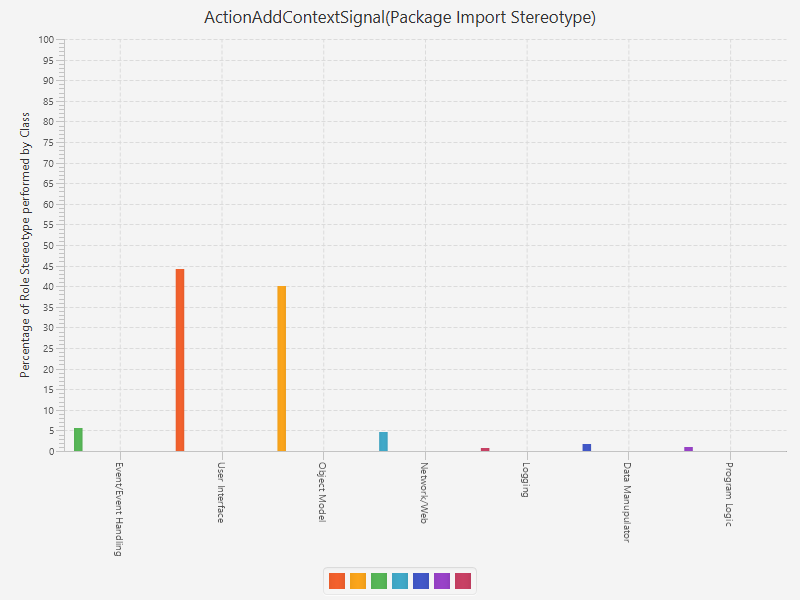 ActionAddContextSignal(Package Import Stereotype)
Percentage of Role Stereotype performed by Class
100
95
90
85
80
75
70
65
60
55
50
45
40
35
30
25
20
15
10
5
0
Event/Event Handling
User Interface
Object Model
Network/Web
Logging
Data Manupulator
Program Logic